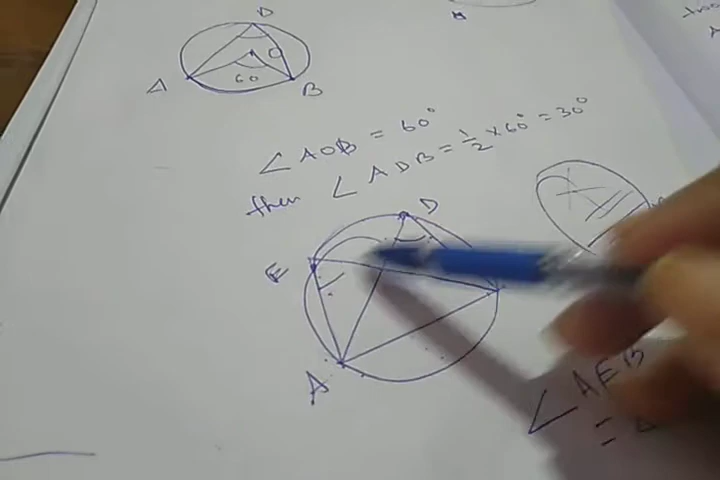 D
O
60
A
B
∠AOB = 60°
then ∠ADB = 1/2 × 60° = 30°
D
E
A
∠AEB
=